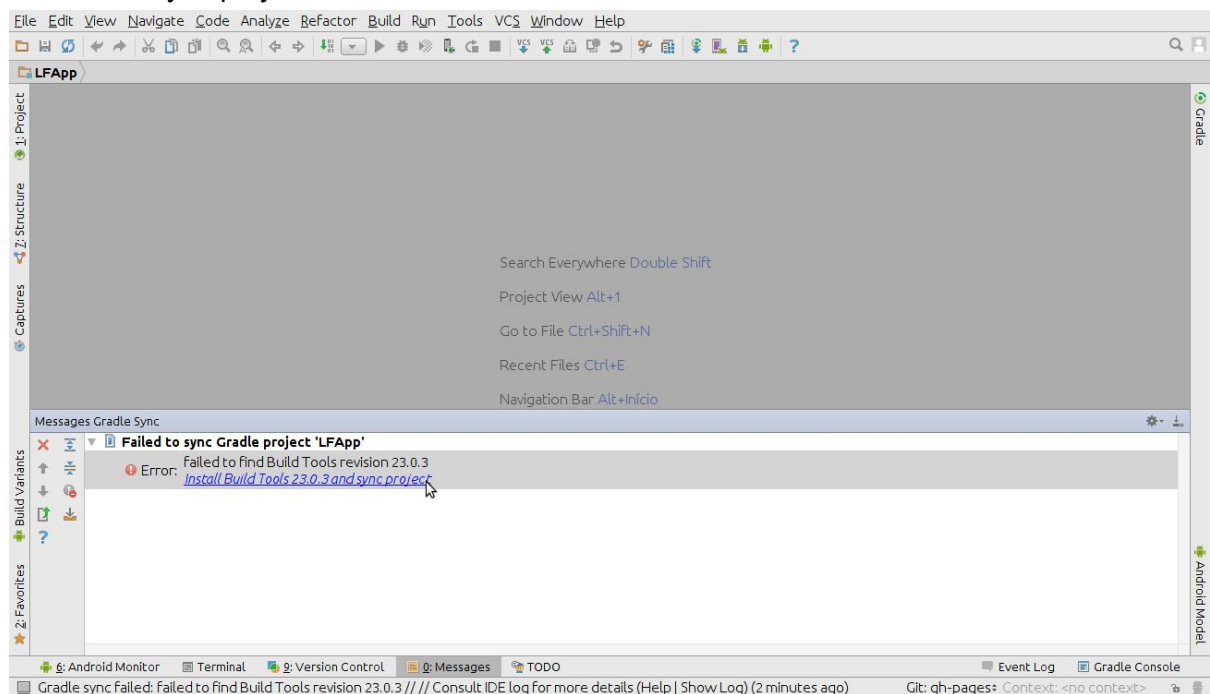 File Edit View Navigate Code Analyze Refactor Build Run Tools VCS Window Help
LFApp
1: Project
Z: Structure
Captures
Build Variants
2: Favorites
Gradle
Android Model
Search Everywhere Double Shift
Project View Alt+1
Go to File Ctrl+Shift+N
Recent Files Ctrl+E
Navigation Bar Alt+Início
Messages Gradle Sync
Failed to sync Gradle project 'LFApp'
Error: failed to find Build Tools revision 23.0.3
Install Build Tools 23.0.3 and sync project
6: Android Monitor Terminal 9: Version Control 0: Messages TODO Event Log Gradle Console
Gradle sync failed: failed to find Build Tools revision 23.0.3 // // Consult IDE log for more details (Help | Show Log) (2 minutes ago) Git: gh-pages Context: <no context>